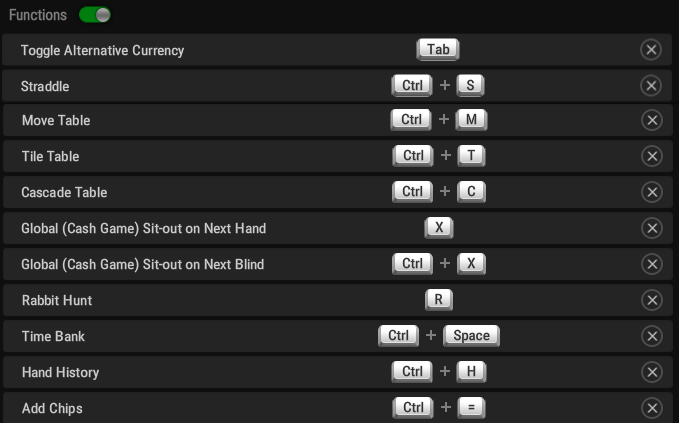 Functions
Toggle Alternative Currency Tab
Straddle Ctrl + S
Move Table Ctrl + M
Tile Table Ctrl + T
Cascade Table Ctrl + C
Global (Cash Game) Sit-out on Next Hand X
Global (Cash Game) Sit-out on Next Blind Ctrl + X
Rabbit Hunt R
Time Bank Ctrl + Space
Hand History Ctrl + H
Add Chips Ctrl + =